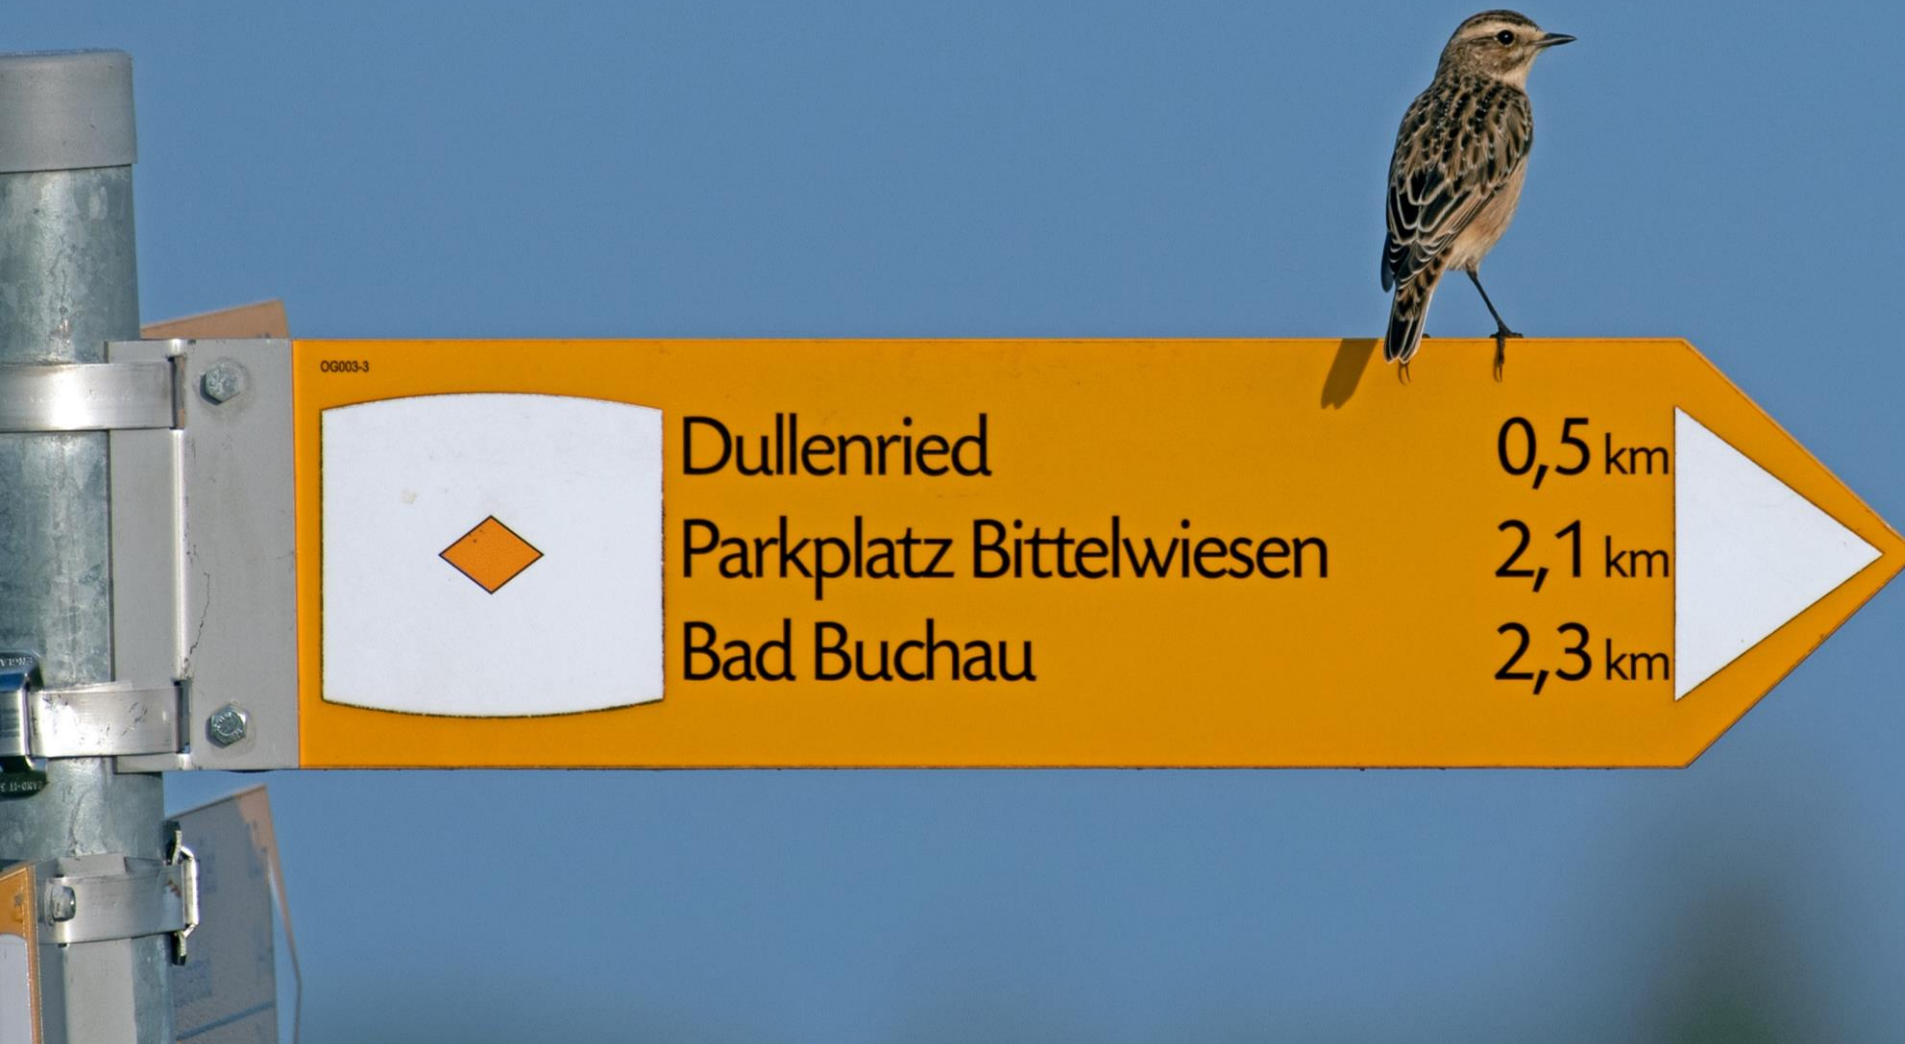 OG003-3
Dullenried 0,5 km
Parkplatz Bittelwiesen 2,1 km
Bad Buchau 2,3 km